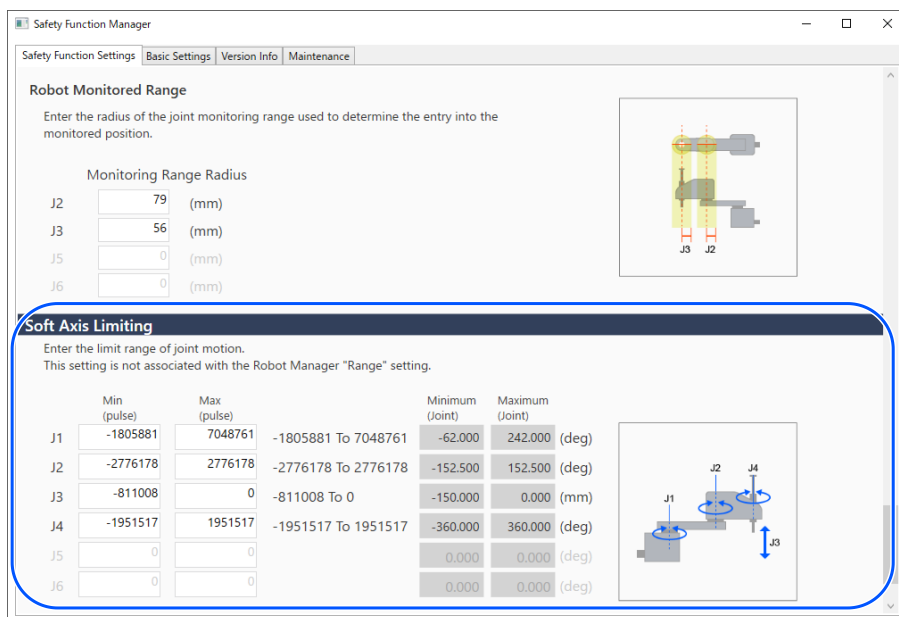 Safety Function Manager
Safety Function Settings Basic Settings Version Info Maintenance
Robot Monitored Range
Enter the radius of the joint monitoring range used to determine the entry into the
monitored position.
Monitoring Range Radius
J2 79 (mm)
J3 56 (mm)
J5 0 (mm)
J6 0 (mm)
J3 J2
Soft Axis Limiting
Enter the limit range of joint motion.
This setting is not associated with the Robot Manager "Range" setting.
Min Max Minimum Maximum
(pulse) (pulse) (Joint) (Joint)
J1 -1805881 7048761 -1805881 To 7048761 -62.000 242.000 (deg)
J2 -2776178 2776178 -2776178 To 2776178 -152.500 152.500 (deg)
J3 -811008 0 -811008 To 0 -150.000 0.000 (mm)
J4 -1951517 1951517 -1951517 To 1951517 -360.000 360.000 (deg)
J5 0 0 0.000 0.000 (deg)
J6 0 0 0.000 0.000 (deg)
J2 J4
J1
J3